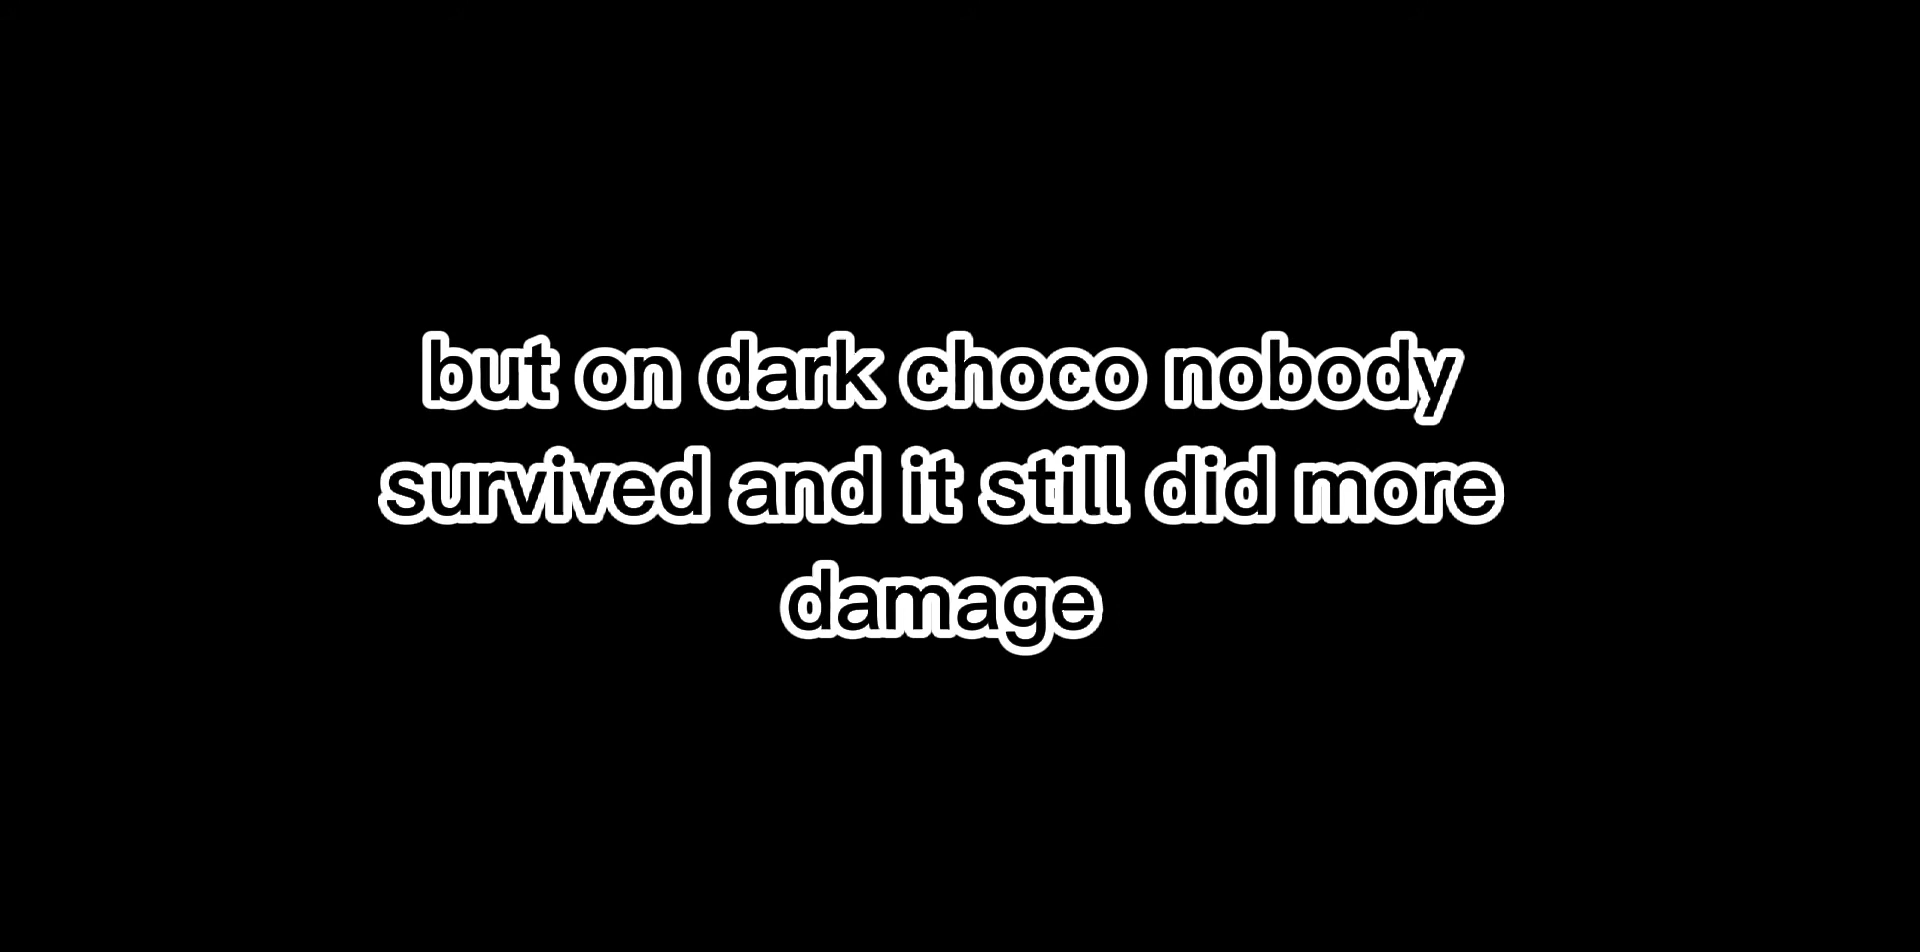 but on dark choco nobody
survived and it still did more
damage